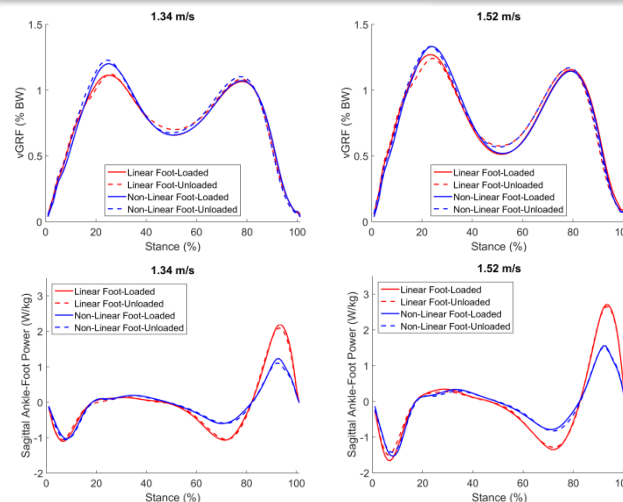 1.34 m/s
1.5
1
0.5
0
vGRF (% BW)
Linear Foot-Loaded
Linear Foot-Unloaded
Non-Linear Foot-Loaded
Non-Linear Foot-Unloaded
0 20 40 60 80 100
Stance (%)
1.52 m/s
1.5
1
0.5
0
vGRF (% BW)
Linear Foot-Loaded
Linear Foot-Unloaded
Non-Linear Foot-Loaded
Non-Linear Foot-Unloaded
0 20 40 60 80 100
Stance (%)
1.34 m/s
3
2
1
0
-1
-2
Sagittal Ankle-Foot Power (W/kg)
Linear Foot-Loaded
Linear Foot-Unloaded
Non-Linear Foot-Loaded
Non-Linear Foot-Unloaded
0 20 40 60 80 100
Stance (%)
1.52 m/s
3
2
1
0
-1
-2
Sagittal Ankle-Foot Power (W/kg)
Linear Foot-Loaded
Linear Foot-Unloaded
Non-Linear Foot-Loaded
Non-Linear Foot-Unloaded
0 20 40 60 80 100
Stance (%)